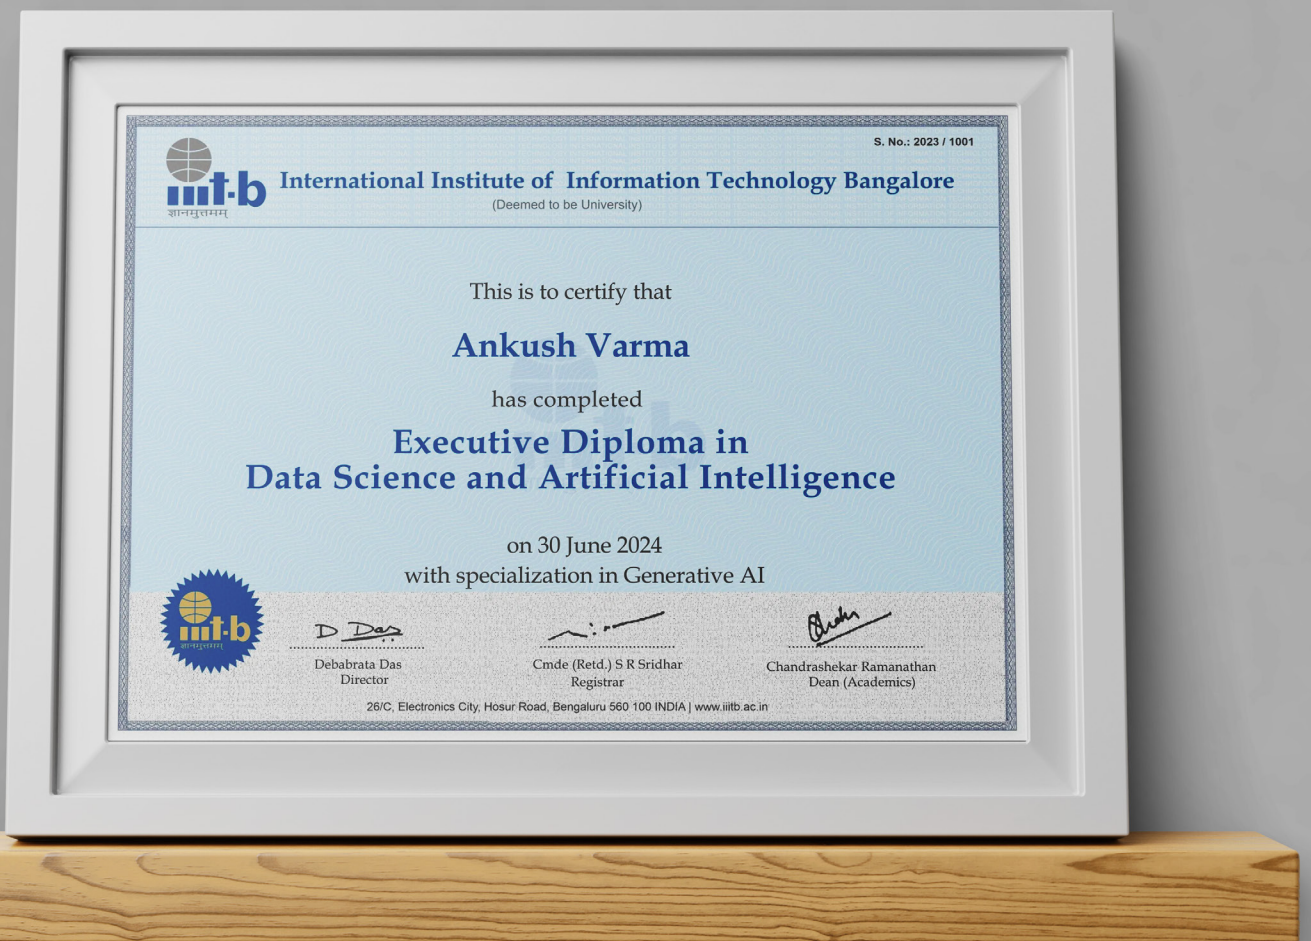 S. No.: 2023 / 1001
iiit-b
ज्ञानमुत्तमम्
International Institute of Information Technology Bangalore
(Deemed to be University)
This is to certify that
Ankush Varma
has completed
Executive Diploma in
Data Science and Artificial Intelligence
on 30 June 2024
with specialization in Generative AI
iiit-b
ज्ञानमुत्तमम्
D Das
Debabrata Das
Director
Cmde (Retd.) S R Sridhar
Registrar
Chandrashekar Ramanathan
Dean (Academics)
26/C, Electronics City, Hosur Road, Bengaluru 560 100 INDIA | www.iiitb.ac.in